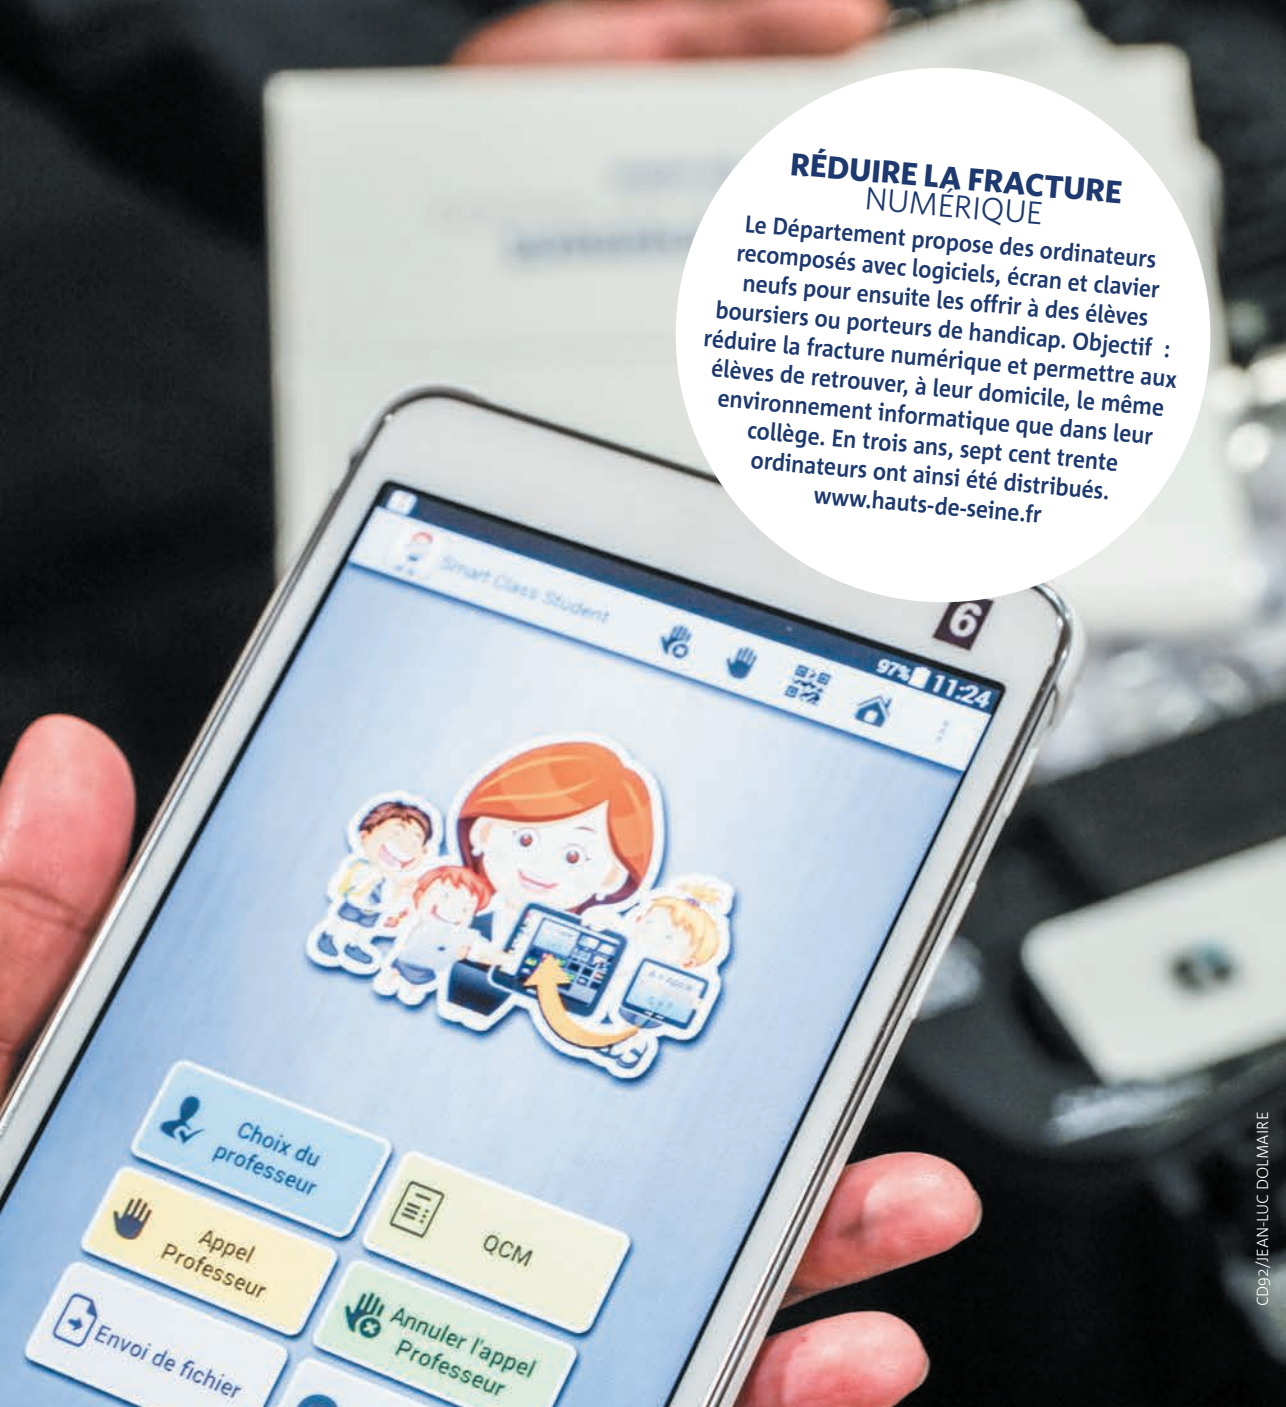 RÉDUIRE LA FRACTURE
NUMÉRIQUE
Le Département propose des ordinateurs
recomposés avec logiciels, écran et clavier
neufs pour ensuite les offrir à des élèves
boursiers ou porteurs de handicap. Objectif :
réduire la fracture numérique et permettre aux
élèves de retrouver, à leur domicile, le même
environnement informatique que dans leur
collège. En trois ans, sept cent trente
ordinateurs ont ainsi été distribués.
www.hauts-de-seine.fr
6
97% 11:24
Smart Class Student
Choix du
professeur
QCM
Appel
Professeur
Annuler l'appel
Professeur
Envoi de fichier
CD92/JEAN-LUC DOLMAIRE